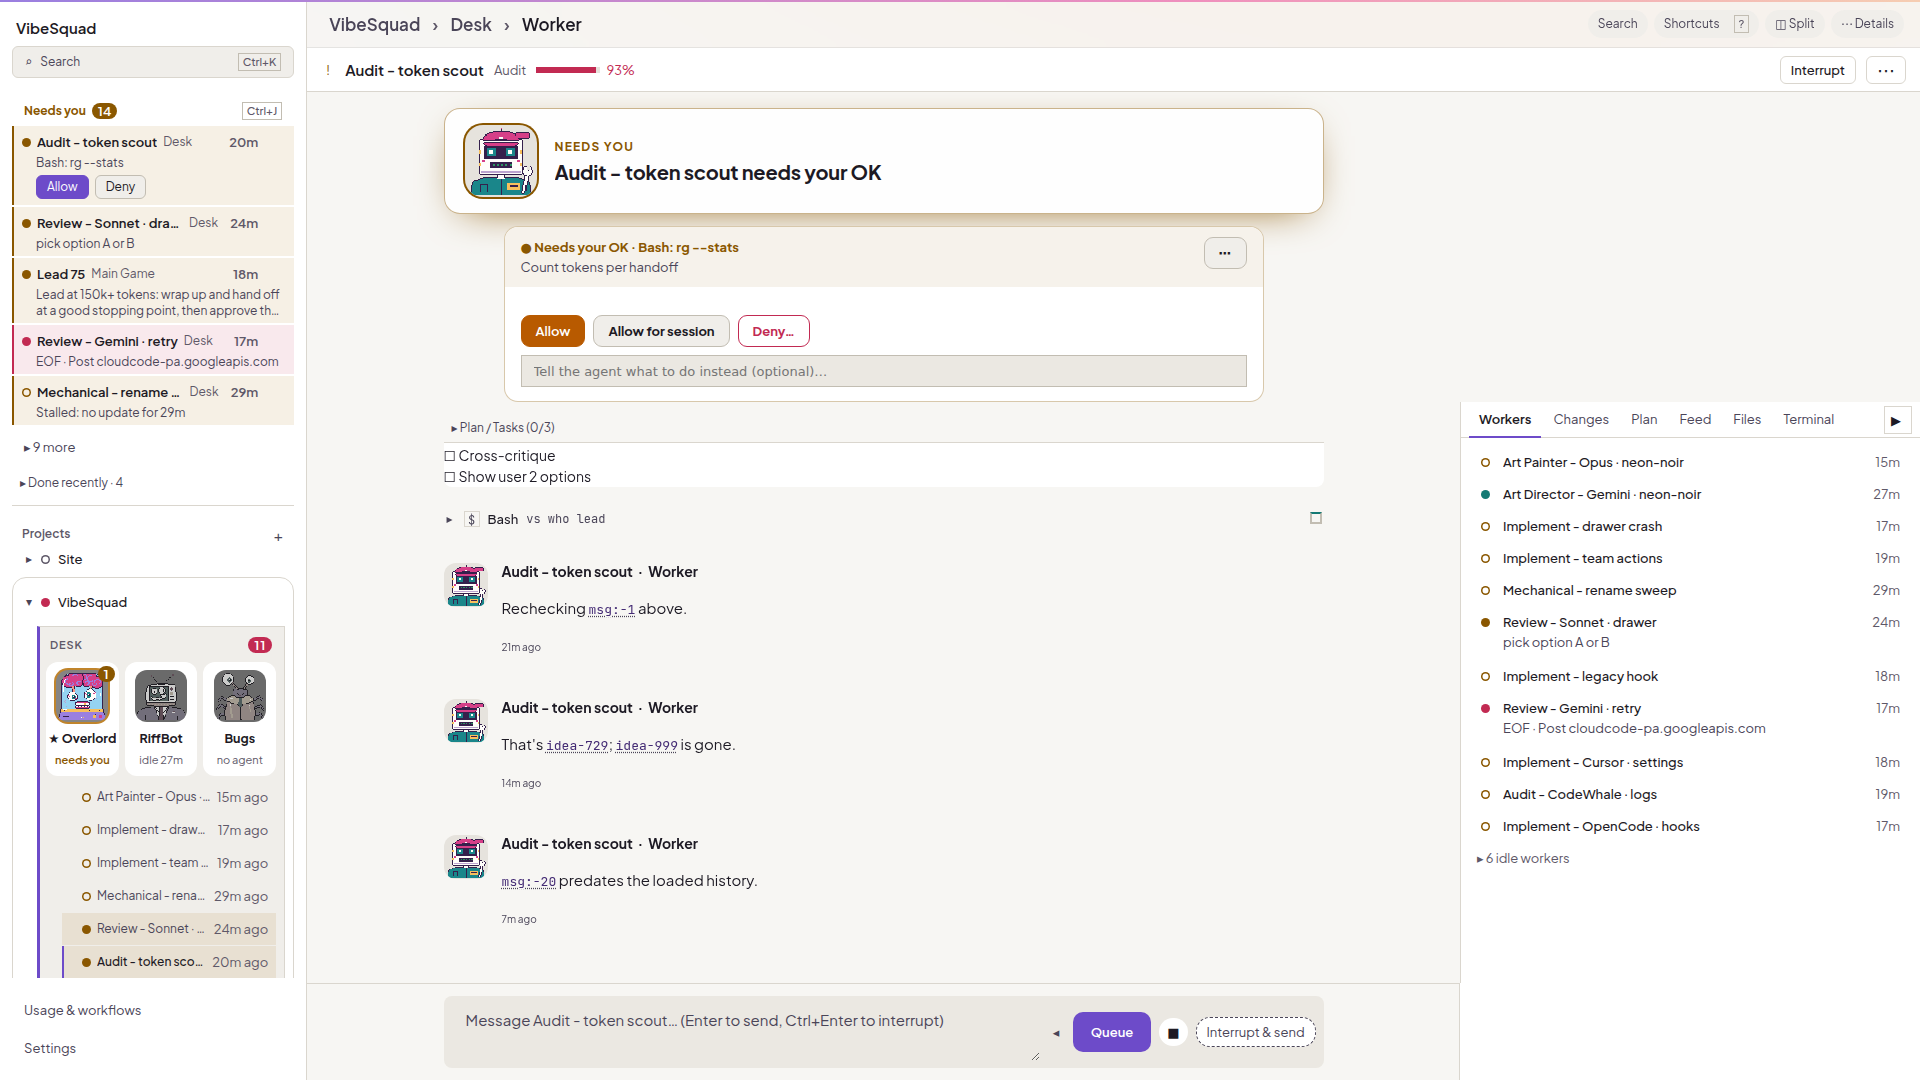 VibeSquad
Search Ctrl+K
Needs you 14 Ctrl+J
Audit – token scout Desk 20m
Bash: rg --stats
Allow Deny
Review – Sonnet · dra… Desk 24m
pick option A or B
Lead 75 Main Game 18m
Lead at 150k+ tokens: wrap up and hand off
at a good stopping point, then approve th…
Review – Gemini · retry Desk 17m
EOF · Post cloudcode-pa.googleapis.com
Mechanical – rename … Desk 29m
Stalled: no update for 29m
▸ 9 more
▸ Done recently · 4
Projects +
▸ Site
▾ VibeSquad
DESK 11
1
★ Overlord RiffBot Bugs
needs you idle 27m no agent
Art Painter – Opus ·… 15m ago
Implement – draw… 17m ago
Implement – team … 19m ago
Mechanical – rena… 29m ago
Review – Sonnet · … 24m ago
Audit – token sco… 20m ago
Usage & workflows
Settings
VibeSquad › Desk › Worker
Search Shortcuts ? Split ··· Details
! Audit – token scout Audit 93% Interrupt ⋯
NEEDS YOU
Audit – token scout needs your OK
Needs your OK · Bash: rg --stats
Count tokens per handoff
⋯
Allow Allow for session Deny…
Tell the agent what to do instead (optional)…
▸ Plan / Tasks (0/3)
☐ Cross-critique
☐ Show user 2 options
▸ $ Bash vs who lead
Audit – token scout · Worker
Rechecking msg:-1 above.
21m ago
Audit – token scout · Worker
That's idea-729; idea-999 is gone.
14m ago
Audit – token scout · Worker
msg:-20 predates the loaded history.
7m ago
Message Audit – token scout… (Enter to send, Ctrl+Enter to interrupt)
◂ Queue ■ Interrupt & send
Workers Changes Plan Feed Files Terminal ▶
Art Painter – Opus · neon-noir 15m
Art Director – Gemini · neon-noir 27m
Implement – drawer crash 17m
Implement – team actions 19m
Mechanical – rename sweep 29m
Review – Sonnet · drawer 24m
pick option A or B
Implement – legacy hook 18m
Review – Gemini · retry 17m
EOF · Post cloudcode-pa.googleapis.com
Implement – Cursor · settings 18m
Audit – CodeWhale · logs 19m
Implement – OpenCode · hooks 17m
▸ 6 idle workers